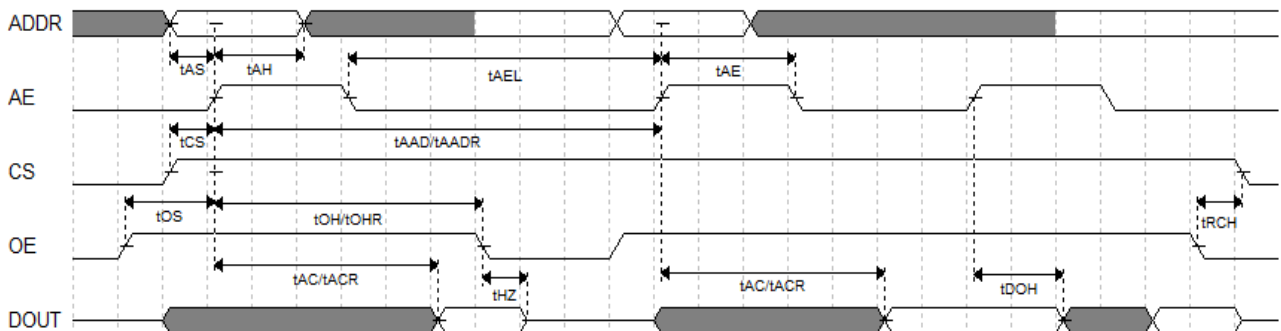 ADDR
tAS tAH tAEL tAE
AE
tCS tAAD/tAADR
CS
tOS tOH/tOHR tRCH
OE
tAC/tACR tHZ tAC/tACR tDOH
DOUT